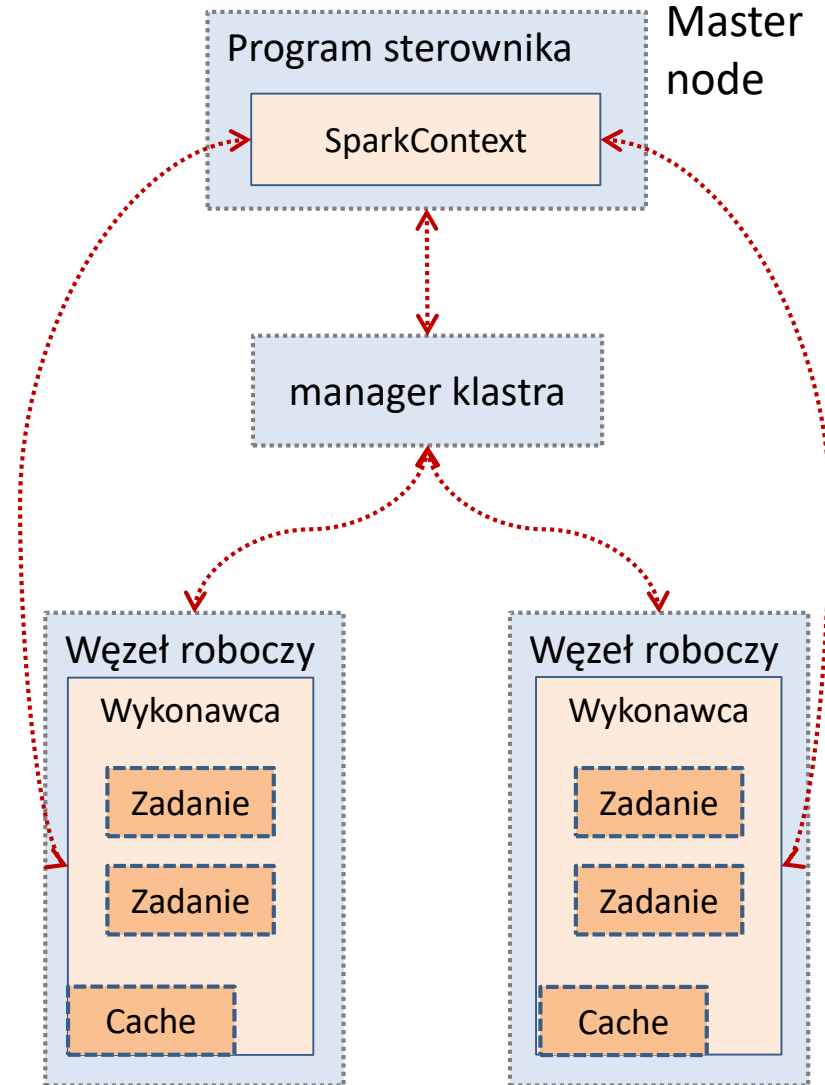 Program sterownika
Master
node
SparkContext
manager klastra
Węzeł roboczy
Wykonawca
Zadanie
Zadanie
Cache
Węzeł roboczy
Wykonawca
Zadanie
Zadanie
Cache